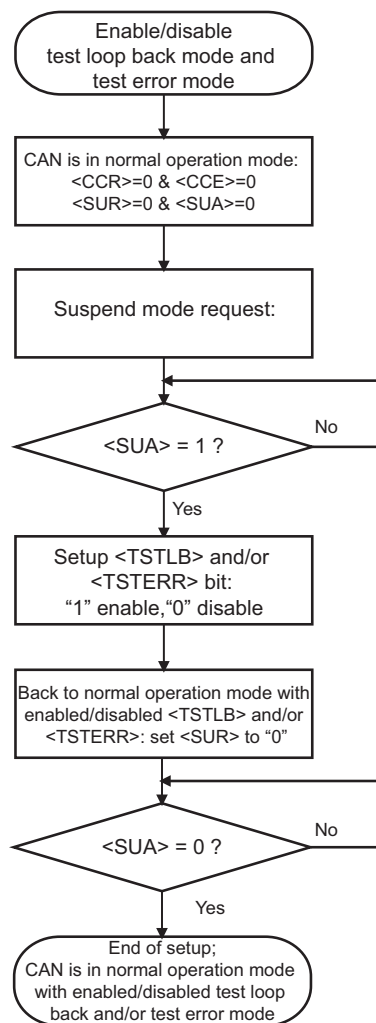 Enable/disable
test loop back mode and
test error mode
CAN is in normal operation mode:
<CCR>=0 & <CCE>=0
<SUR>=0 & <SUA>=0
Suspend mode request:
<SUA> = 1 ?
No
Yes
Setup <TSTLB> and/or
<TSTERR> bit:
“1” enable,“0” disable
Back to normal operation mode with
enabled/disabled <TSTLB> and/or
<TSTERR>: set <SUR> to “0”
<SUA> = 0 ?
No
Yes
End of setup;
CAN is in normal operation mode
with enabled/disabled test loop
back and/or test error mode